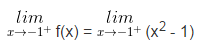 lim lim
x→−1⁺ f(x) = x→−1⁺ (x² - 1)